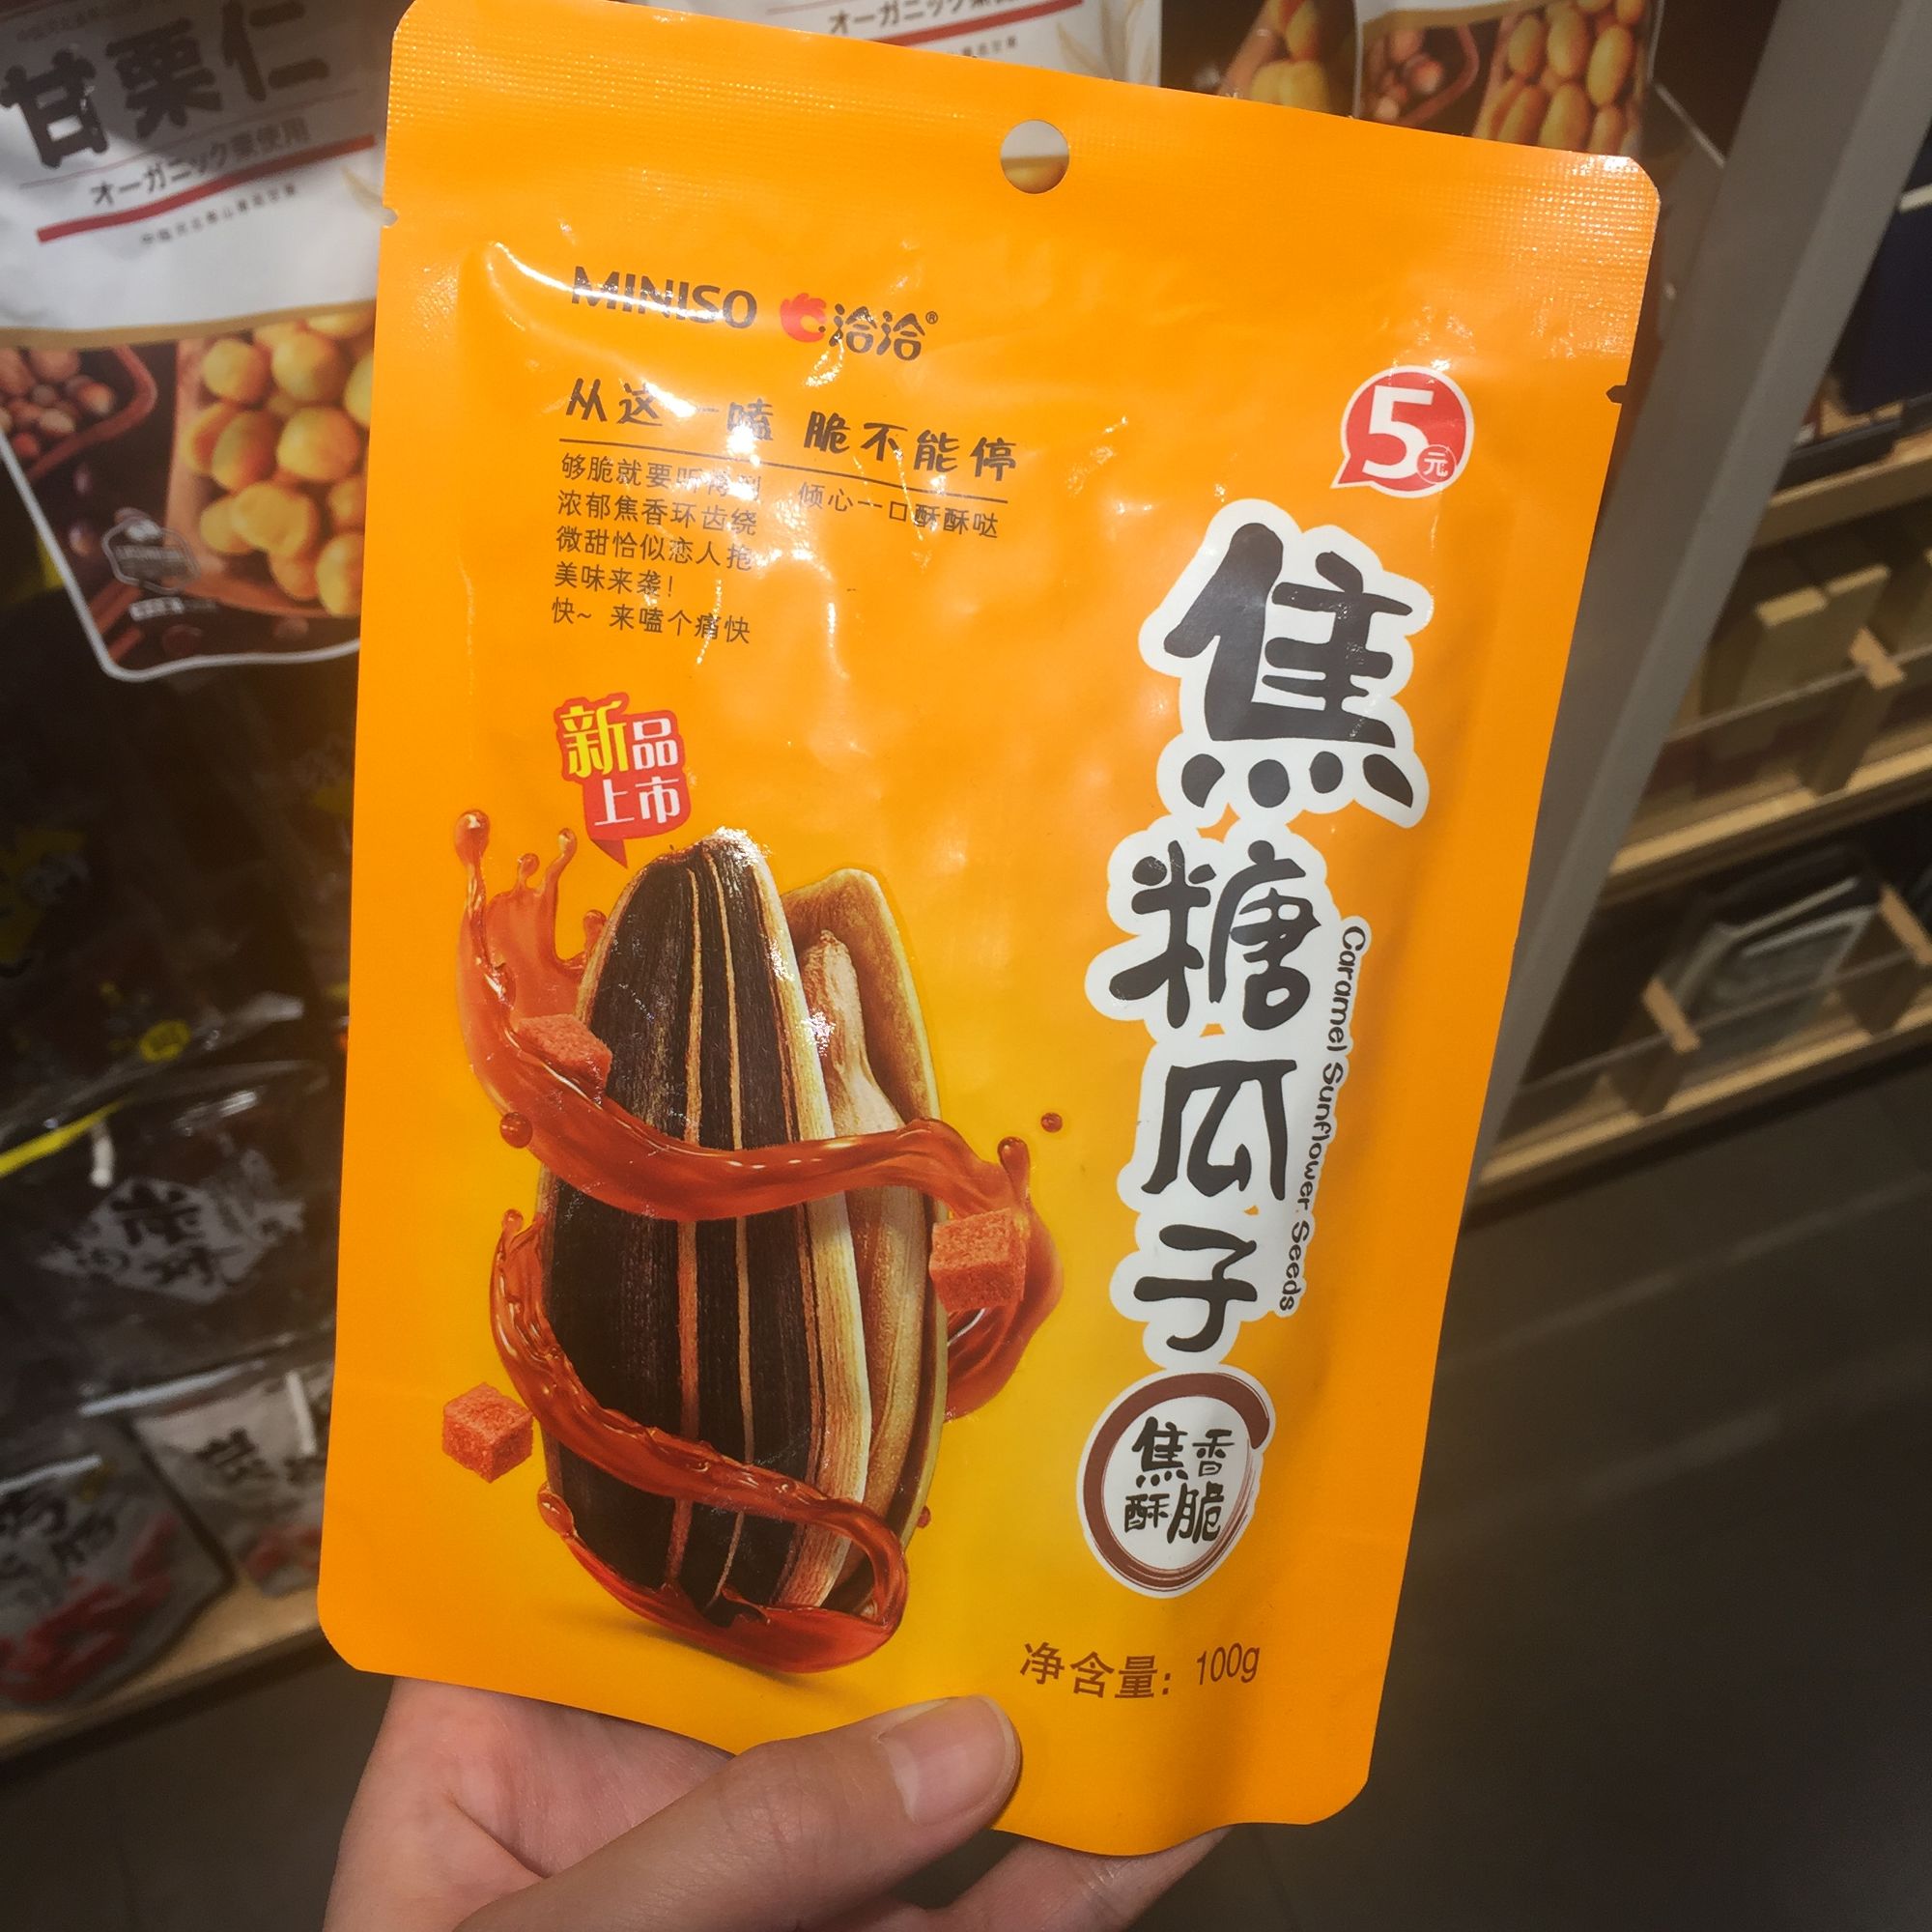 甘栗仁
オーガニック栗使用
MINISO 洽洽®
从这一嗑 脆不能停
够脆就要听得到 倾心一口酥酥哒
浓郁焦香环齿绕
微甜恰似恋人抱
美味来袭!
快~ 来嗑个痛快
5元
新品
上市
焦糖瓜子
Caramel Sunflower Seeds
焦香
酥脆
净含量: 100g